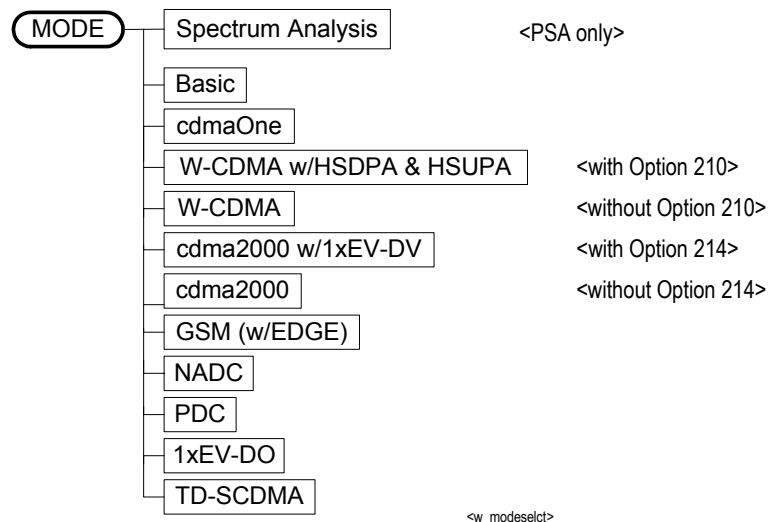 MODE
Spectrum Analysis <PSA only>
Basic
cdmaOne
W-CDMA w/HSDPA & HSUPA <with Option 210>
W-CDMA <without Option 210>
cdma2000 w/1xEV-DV <with Option 214>
cdma2000 <without Option 214>
GSM (w/EDGE)
NADC
PDC
1xEV-DO
TD-SCDMA
<w_modeselct>